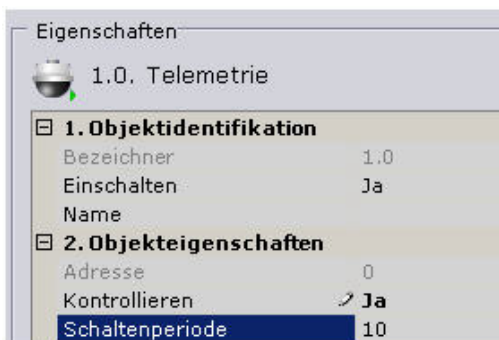 Eigenschaften
1.0. Telemetrie
1. Objektidentifikation
Bezeichner 1.0
Einschalten Ja
Name
2. Objekteigenschaften
Adresse 0
Kontrollieren Ja
Schaltenperiode 10